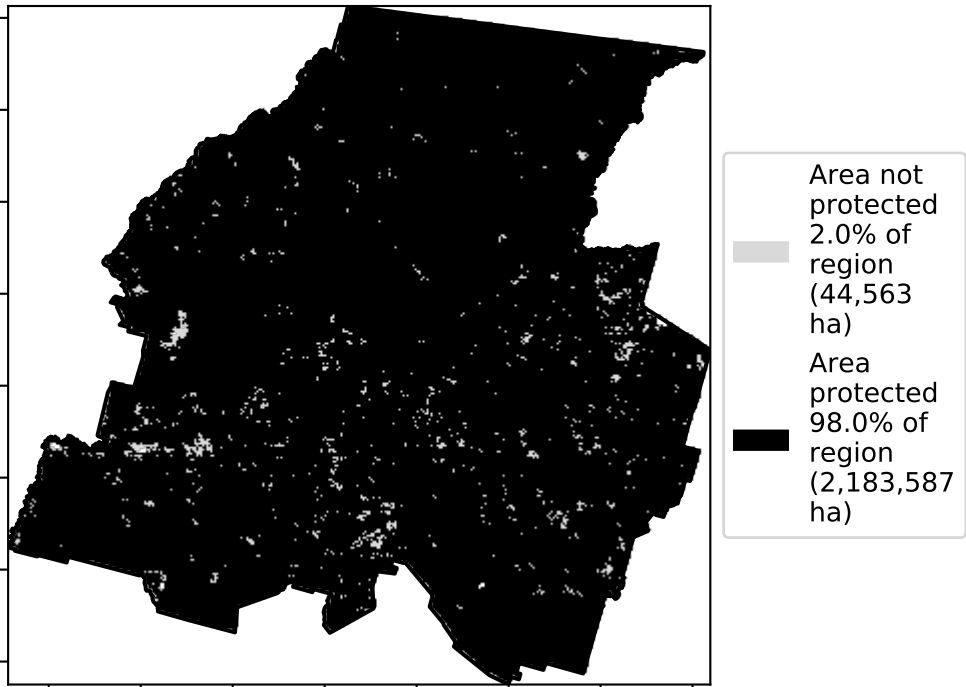 Area not
protected
2.0% of
region
(44,563
ha)
Area
protected
98.0% of
region
(2,183,587
ha)